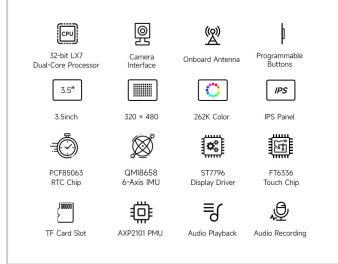 CPU
32-bit LX7
Dual-Core Processor
Camera
Interface
Onboard Antenna
Programmable
Buttons
3.5"
IPS
3.5inch
320 × 480
262K Color
IPS Panel
PCF85063
RTC Chip
QMI8658
6-Axis IMU
ST7796
Display Driver
FT6336
Touch Chip
TF Card Slot
AXP2101 PMU
Audio Playback
Audio Recording